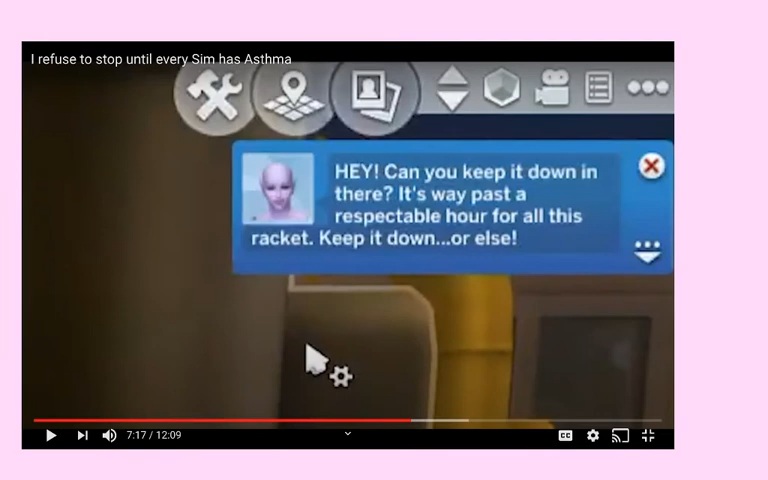 I refuse to stop until every Sim has Asthma
HEY! Can you keep it down in
there? It's way past a
respectable hour for all this
racket. Keep it down...or else!
7:17 / 12:09
CC